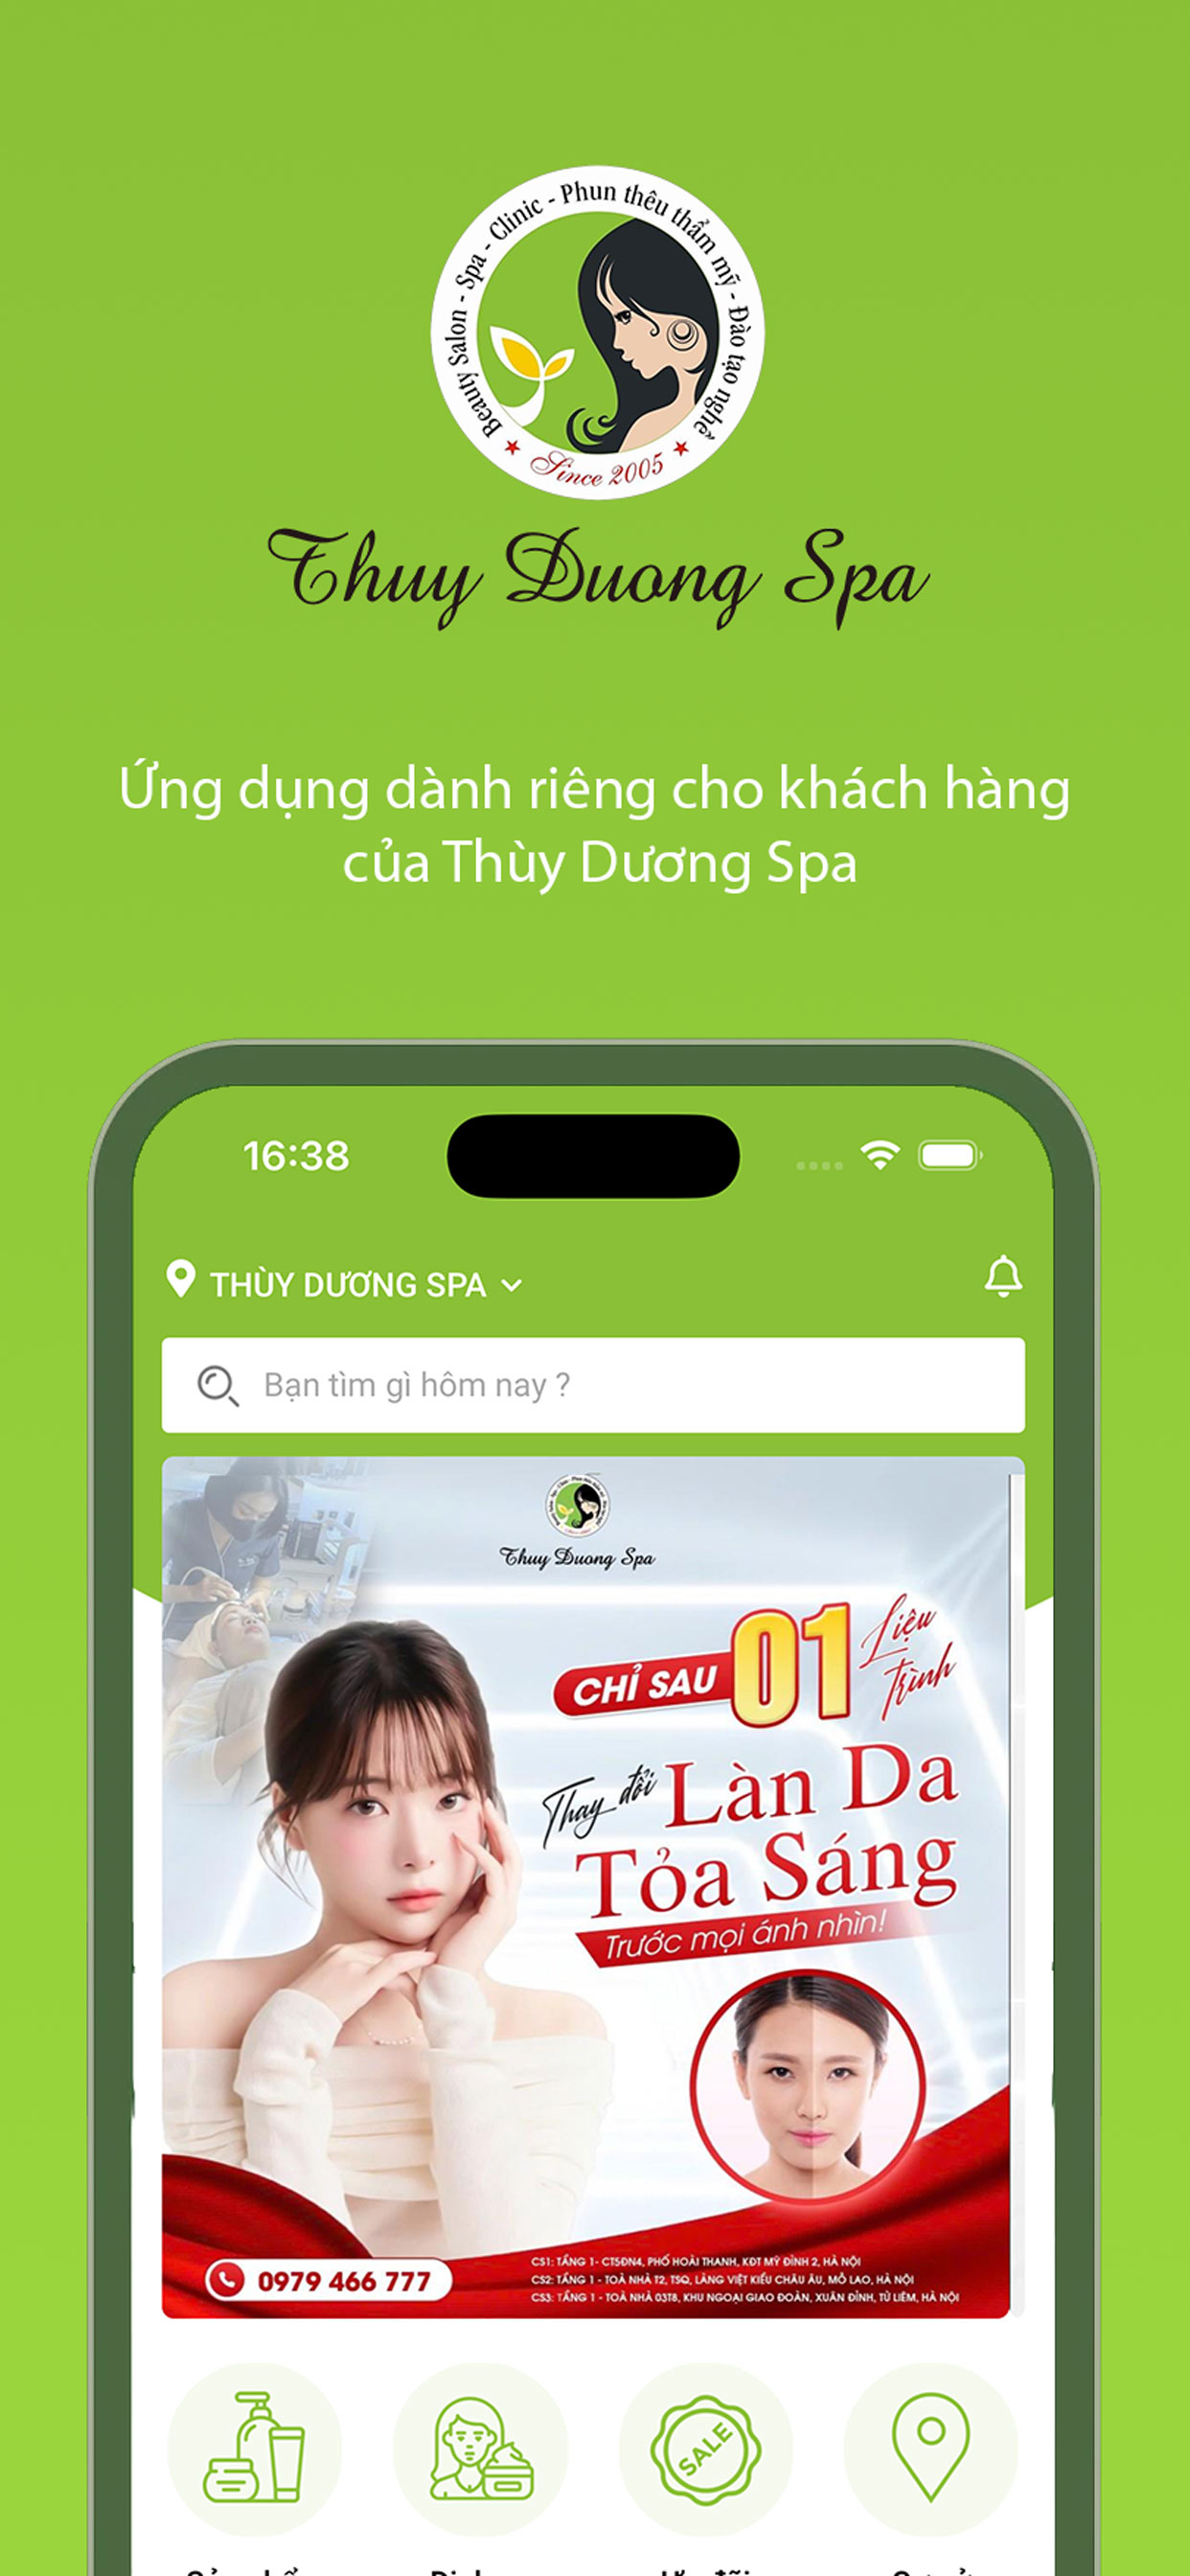 Beauty Salon - Spa - Clinic - Phun thêu thẩm mỹ - Đào tạo nghề
Since 2005
Thuy Duong Spa
Ứng dụng dành riêng cho khách hàng
của Thùy Dương Spa
16:38
THÙY DƯƠNG SPA
Bạn tìm gì hôm nay ?
Thuy Duong Spa
CHỈ SAU 01 Liệu Trình
Thay đổi Làn Da
Tỏa Sáng
Trước mọi ánh nhìn!
0979 466 777
CS1: TẦNG 1- CT5ĐN4, PHỐ HOÀI THANH, KĐT MỸ ĐÌNH 2, HÀ NỘI
CS2: TẦNG 1 - TOÀ NHÀ T2, TSQ, LÀNG VIỆT KIỀU CHÂU ÂU, MỖ LAO, HÀ NỘI
CS3: TẦNG 1 - TOÀ NHÀ 03T8, KHU NGOẠI GIAO ĐOÀN, XUÂN ĐỈNH, TỪ LIÊM, HÀ NỘI
SALE